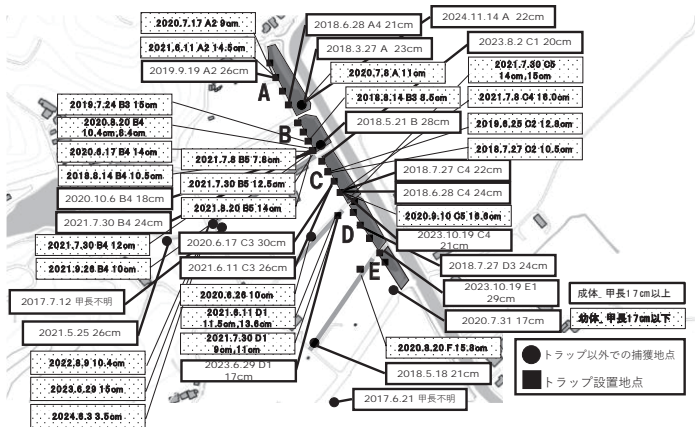 2020.7.17 A2 9cm
2021.6.11 A2 14.5cm
2019.9.19 A2 26cm
2018.6.28 A4 21cm
2018.3.27 A 23cm
2020.7.8 A 11cm
2018.8.14 B3 8.5cm
2018.5.21 B 28cm
2024.11.14 A 22cm
2023.8.2 C1 20cm
2021.7.30 C5
14cm,15cm
2021.7.8 C4 16.0cm
2019.6.25 C2 12.8cm
2018.7.27 C2 10.5cm
A
B
C
D
E
2019.7.24 B3 15cm
2020.8.20 B4
10.4cm,8.4cm
2020.6.17 B4 14cm
2018.8.14 B4 10.5cm
2020.10.6 B4 18cm
2021.7.30 B4 24cm
2021.7.30 B4 12cm
2021.9.28 B4 10cm
2017.7.12 甲長不明
2021.5.25 26cm
2022.8.9 10.4cm
2023.6.29 15cm
2024.6.3 3.5cm
2021.7.8 B5 7.6cm
2021.7.30 B5 12.5cm
2021.8.20 B5 14cm
2020.6.17 C3 30cm
2021.6.11 C3 26cm
2020.6.26 10cm
2021.6.11 D1
11.5cm,13.6cm
2021.7.30 D1
9cm,11cm
2023.6.29 D1
17cm
2018.7.27 C4 22cm
2018.6.28 C4 24cm
2020.9.10 C5 16.6cm
2023.10.19 C4
21cm
2018.7.27 D3 24cm
2023.10.19 E1
29cm
2020.7.31 17cm
2020.8.20 F 15.8cm
2018.5.18 21cm
2017.6.21 甲長不明
成体_甲長17cm以上
幼体_甲長17cm以下
トラップ以外での捕獲地点
トラップ設置地点